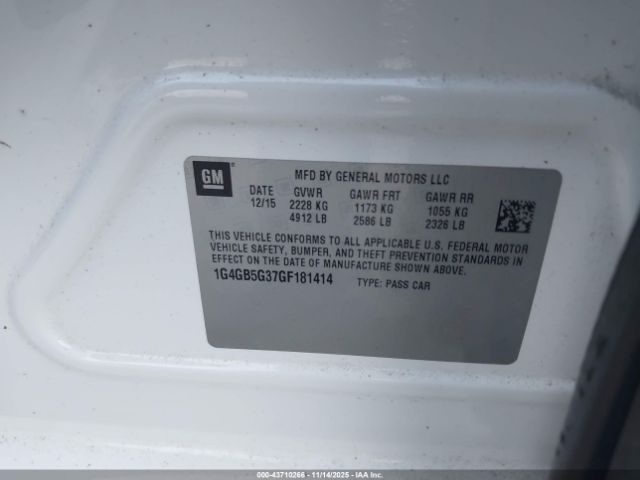 GM
MFD BY GENERAL MOTORS LLC
DATE GVWR GAWR FRT GAWR RR
12/15 2228 KG 1173 KG 1055 KG
4912 LB 2586 LB 2326 LB
THIS VEHICLE CONFORMS TO ALL APPLICABLE U.S. FEDERAL MOTOR
VEHICLE SAFETY, BUMPER, AND THEFT PREVENTION STANDARDS IN
EFFECT ON THE DATE OF MANUFACTURE SHOWN ABOVE.
1G4GB5G37GF181414 TYPE: PASS CAR
000-43710266 - 11/14/2025 - IAA Inc.